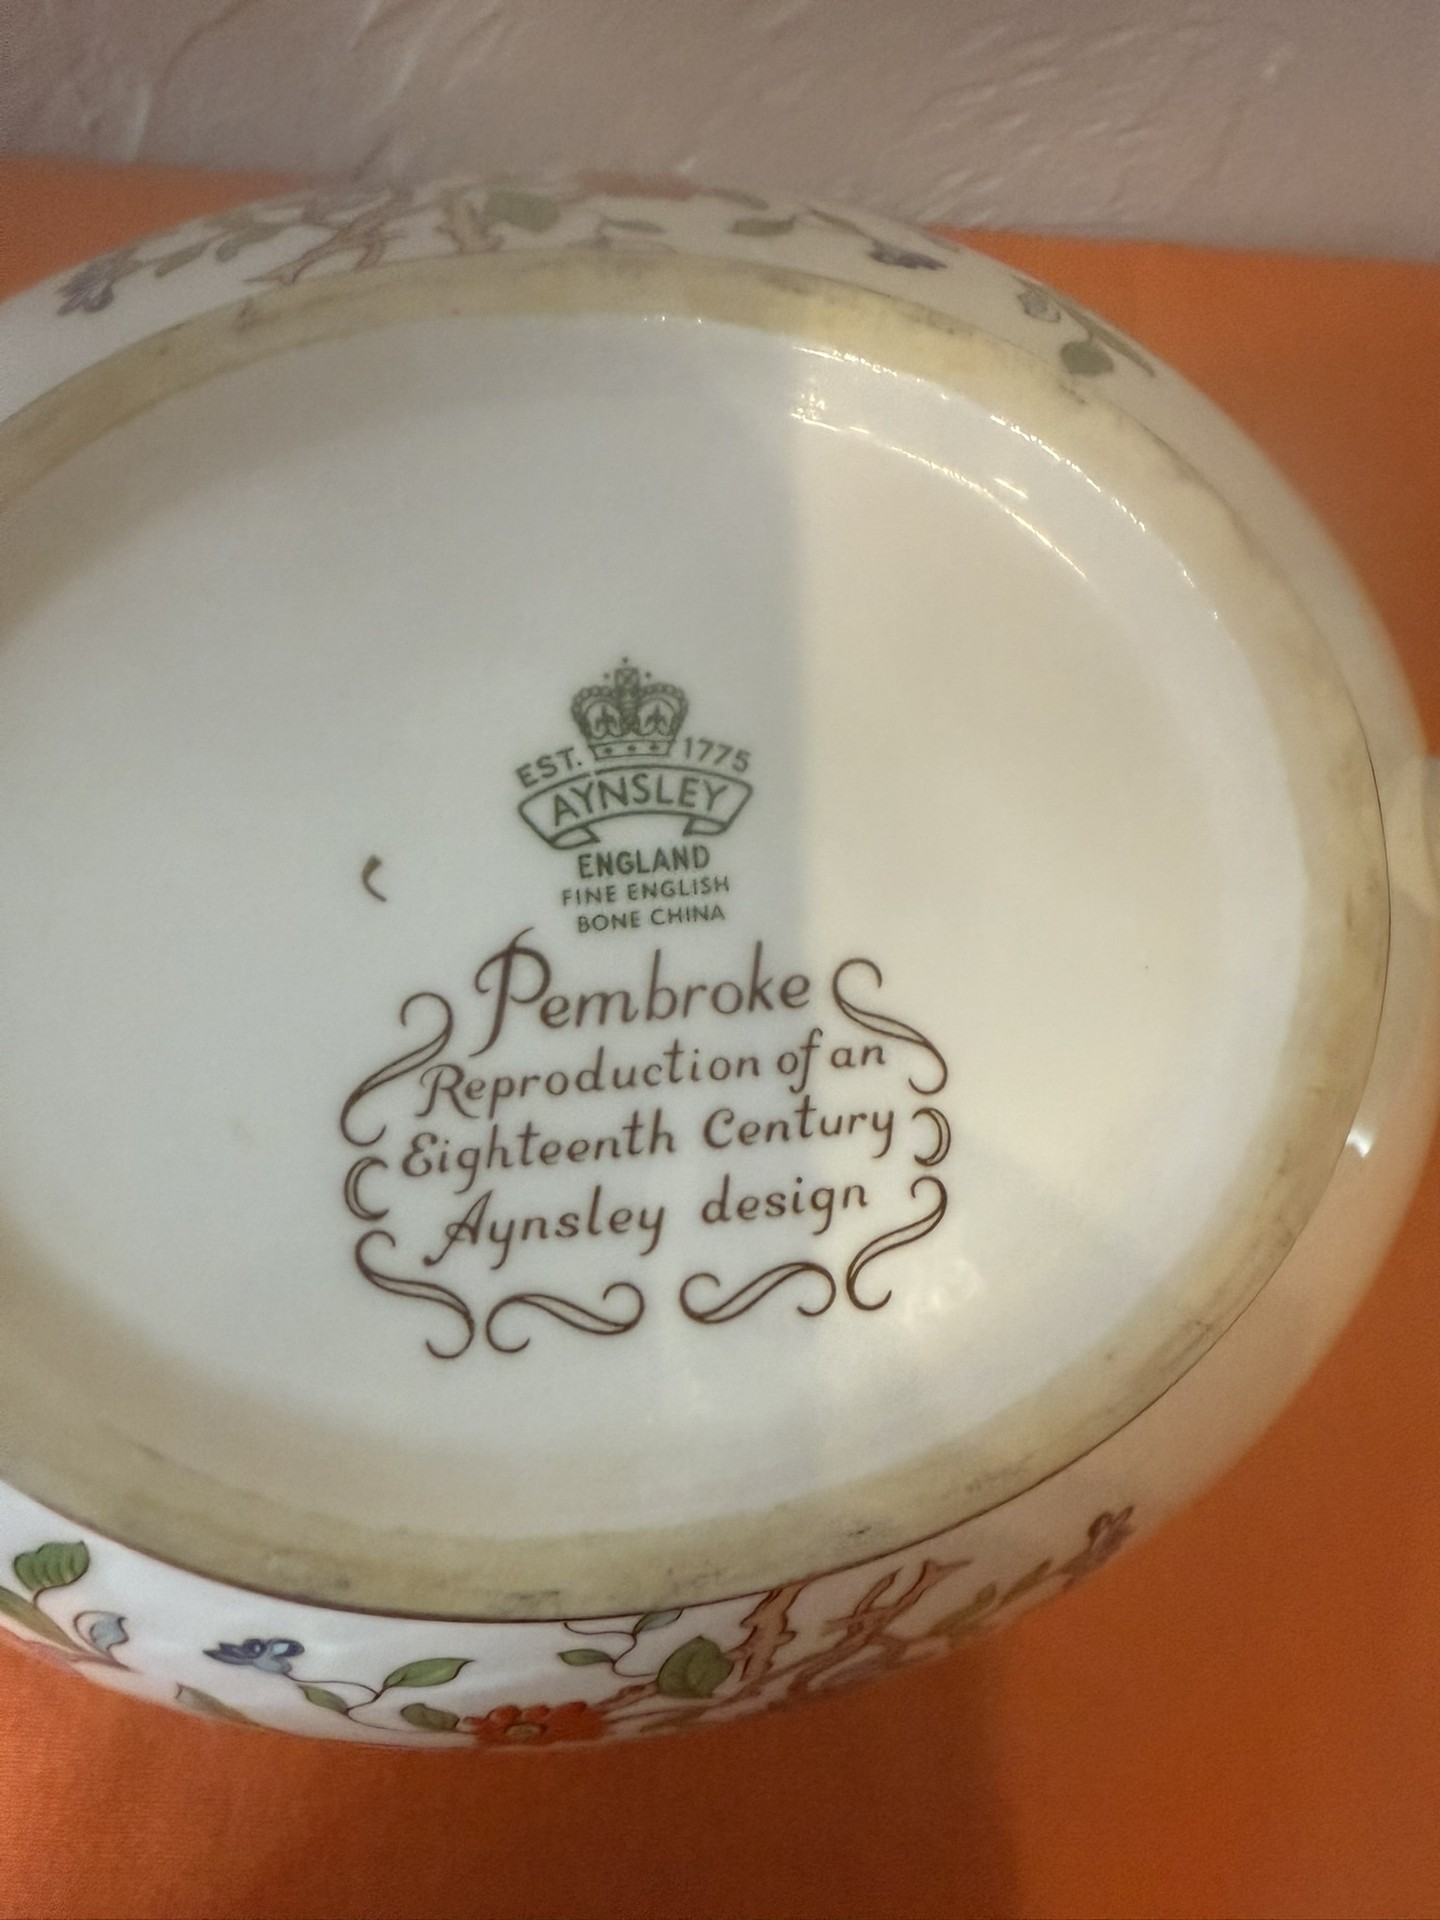 EST. 1775
AYNSLEY
ENGLAND
FINE ENGLISH
BONE CHINA
Pembroke
Reproduction of an
Eighteenth Century
Aynsley design